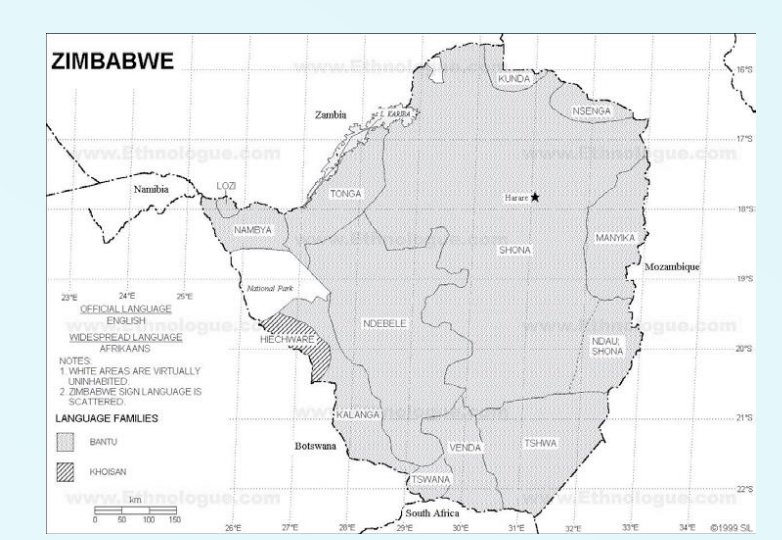 ZIMBABWE
www.Ethnologue.com
16°S
KUNDA
NSENGA
Zambia
L. KARIBA
17°S
www.Ethnologue.com
www.Ethnologue.com
Namibia
LOZI
TONGA
Harare
18°S
NAMBYA
MANYIKA
SHONA
Mozambique
National Park
19°S
23°E
24°E
25°E
OFFICIAL LANGUAGE
ENGLISH
WIDESPREAD LANGUAGE
AFRIKAANS
NOTES:
1. WHITE AREAS ARE VIRTUALLY
UNINHABITED.
2. ZIMBABWE SIGN LANGUAGE IS
SCATTERED.
NDEBELE
HIECHWARE
NDAU;
SHONA
20°S
LANGUAGE FAMILIES
BANTU
KHOISAN
KALANGA
21°S
Botswana
VENDA
TSHWA
TSWANA
22°S
www.Ethnologue.com
www.Ethnologue.com
km
0 50 100 150
South Africa
26°E
27°E
28°E
29°E
30°E
31°E
32°E
33°E
34°E
©1999 SIL